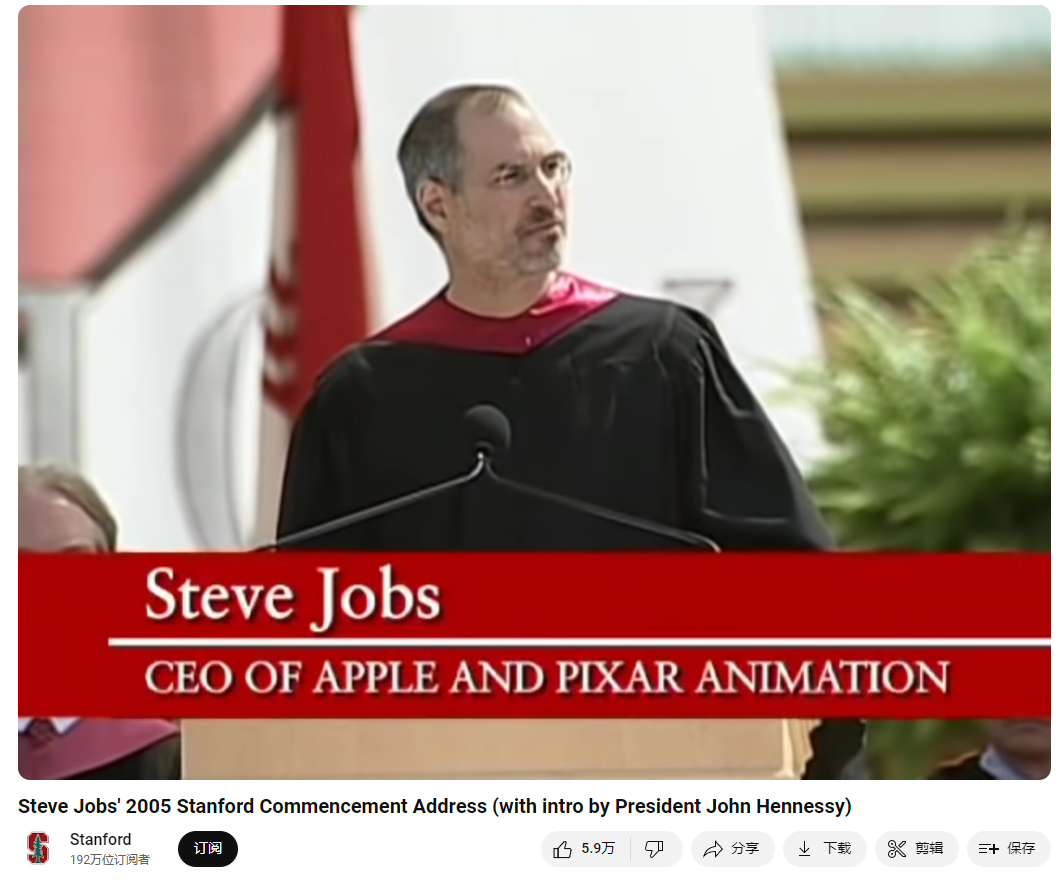 Steve Jobs
CEO OF APPLE AND PIXAR ANIMATION
Steve Jobs' 2005 Stanford Commencement Address (with intro by President John Hennessy)
Stanford
192万位订阅者
订阅
5.9万
分享
下载
剪辑
保存